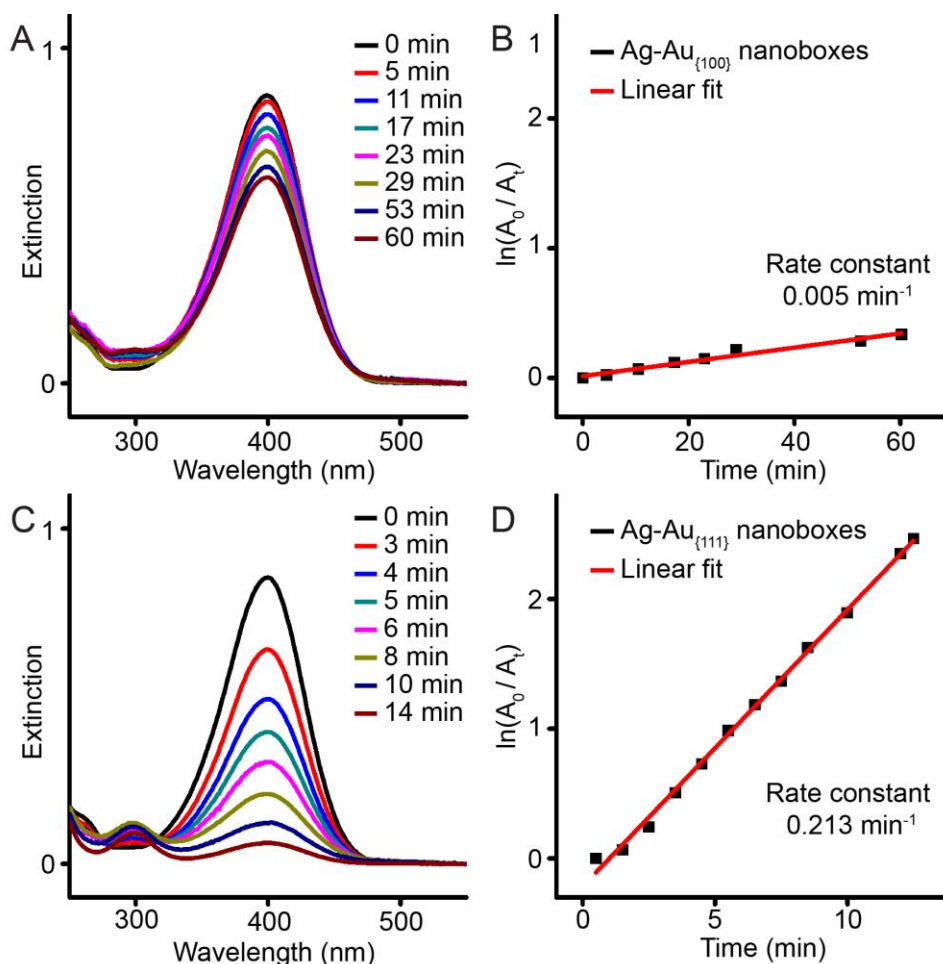 A
1
0 min
5 min
11 min
17 min
23 min
29 min
53 min
60 min
Extinction
0
300
400
500
Wavelength (nm)
B
1
2
1
0
ln(A₀ / Aₜ)
Ag-Au{100} nanoboxes
Linear fit
Rate constant
0.005 min⁻¹
0
20
40
60
Time (min)
C
1
0 min
3 min
4 min
5 min
6 min
8 min
10 min
14 min
Extinction
0
300
400
500
Wavelength (nm)
D
2
1
0
ln(A₀ / Aₜ)
Ag-Au{111} nanoboxes
Linear fit
Rate constant
0.213 min⁻¹
0
5
10
Time (min)